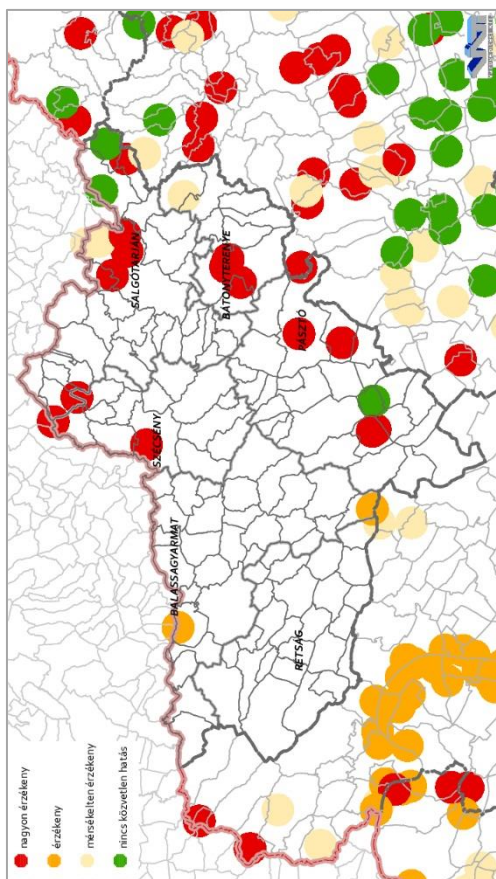 nagyon érzékeny
érzékeny
mérsékelten érzékeny
nincs közvetlen hatás
SALGÓTARJÁN
BÁTONYTERENYE
PÁSZTÓ
SZÉCSÉNY
BALASSAGYARMAT
RÉTSÁG